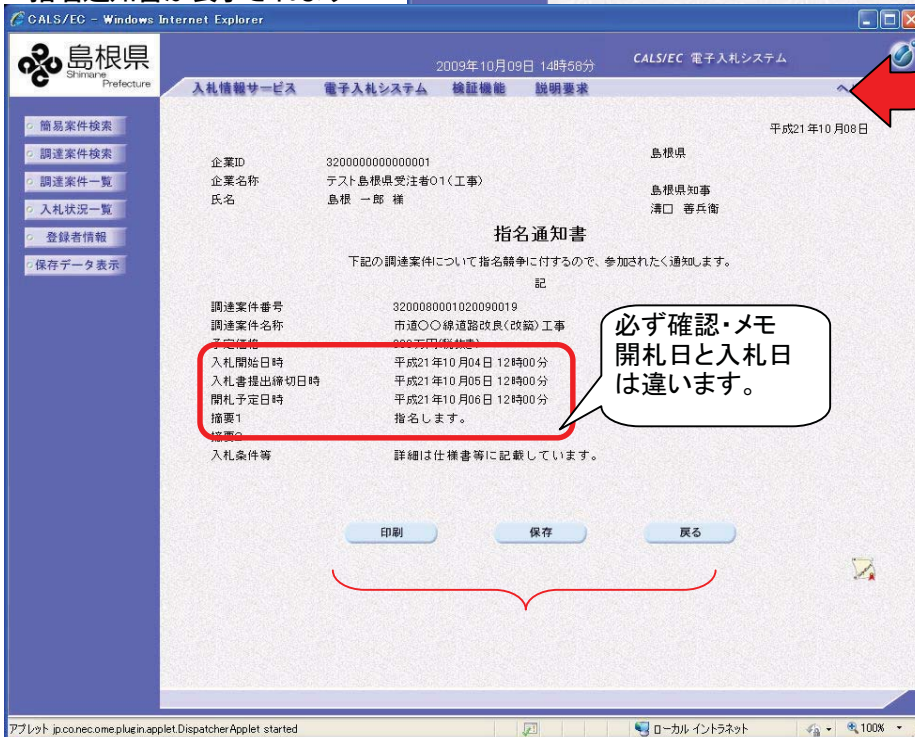 CALS/EC - Windows Internet Explorer
島根県
Shimane
Prefecture
2009年10月09日 14時58分
CALS/EC 電子入札システム
入札情報サービス 電子入札システム 検証機能 説明要求
簡易案件検索
調達案件検索
調達案件一覧
入札状況一覧
登録者情報
保存データ表示
平成21年10月08日
企業ID 3200000000000001
企業名称 テスト島根県受注者01(工事)
氏名 島根 一郎 様
島根県
島根県知事
溝口 善兵衛
指名通知書
下記の調達案件について指名競争に付するので、参加されたく通知します。
記
調達案件番号 3200080001020090019
調達案件名称 市道○○線道路改良(改築)工事
入札開始日時 平成21年10月04日 12時00分
入札書提出締切日時 平成21年10月05日 12時00分
開札予定日時 平成21年10月06日 12時00分
摘要1 指名します。
入札条件等 詳細は仕様書等に記載しています。
必ず確認・メモ
開札日と入札日
は違います。
印刷 保存 戻る
アプレット jp.co.nec.ome.plugin.applet.DispatcherApplet started
ローカル イントラネット
100%